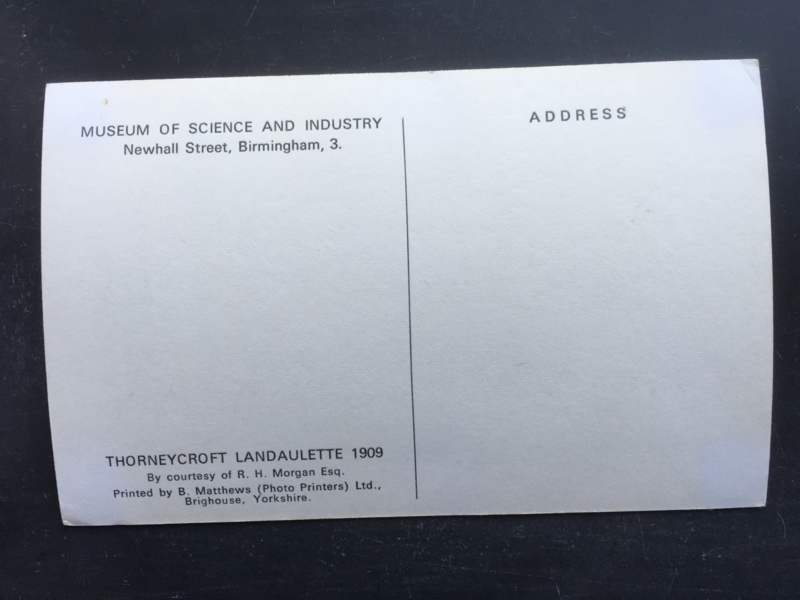 MUSEUM OF SCIENCE AND INDUSTRY
Newhall Street, Birmingham, 3.
ADDRESS
THORNEYCROFT LANDAULETTE 1909
By courtesy of R. H. Morgan Esq.
Printed by B. Matthews (Photo Printers) Ltd.,
Brighouse, Yorkshire.